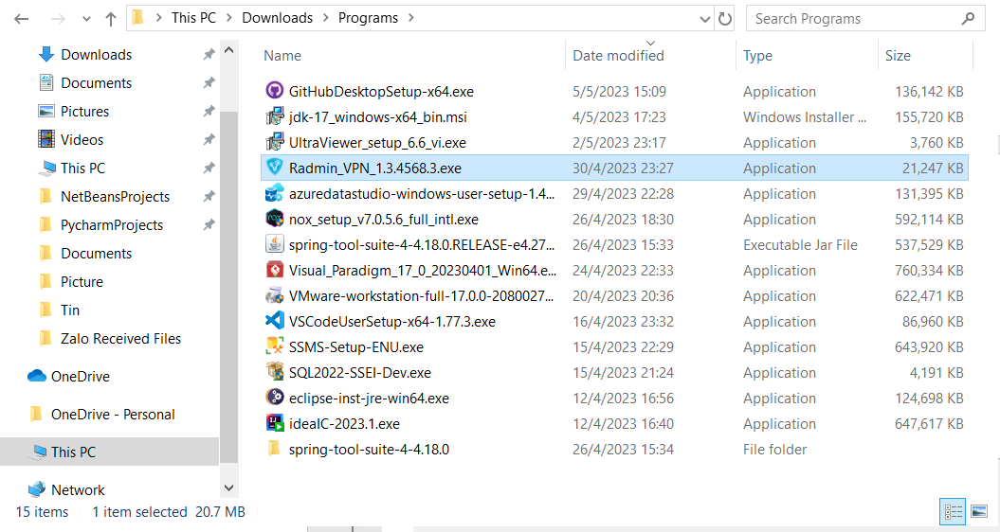 This PC > Downloads > Programs >
Search Programs
Downloads
Documents
Pictures
Videos
This PC
NetBeansProjects
PycharmProjects
Documents
Picture
Tin
Zalo Received Files
OneDrive
OneDrive - Personal
This PC
Network
Name Date modified Type Size
GitHubDesktopSetup-x64.exe 5/5/2023 15:09 Application 136,142 KB
jdk-17_windows-x64_bin.msi 4/5/2023 17:23 Windows Installer ... 155,720 KB
UltraViewer_setup_6.6_vi.exe 2/5/2023 23:17 Application 3,760 KB
Radmin_VPN_1.3.4568.3.exe 30/4/2023 23:27 Application 21,247 KB
azuredatastudio-windows-user-setup-1.4... 29/4/2023 22:28 Application 131,395 KB
nox_setup_v7.0.5.6_full_intl.exe 26/4/2023 18:30 Application 592,114 KB
spring-tool-suite-4-4.18.0.RELEASE-e4.27... 26/4/2023 15:33 Executable Jar File 537,529 KB
Visual_Paradigm_17_0_20230401_Win64.e... 24/4/2023 22:33 Application 760,334 KB
VMware-workstation-full-17.0.0-2080027... 20/4/2023 20:36 Application 622,471 KB
VSCodeUserSetup-x64-1.77.3.exe 16/4/2023 23:32 Application 86,960 KB
SSMS-Setup-ENU.exe 15/4/2023 22:29 Application 643,920 KB
SQL2022-SSEI-Dev.exe 15/4/2023 21:24 Application 4,191 KB
eclipse-inst-jre-win64.exe 12/4/2023 16:56 Application 124,698 KB
ideaIC-2023.1.exe 12/4/2023 16:40 Application 647,617 KB
spring-tool-suite-4-4.18.0 26/4/2023 15:34 File folder
15 items 1 item selected 20.7 MB